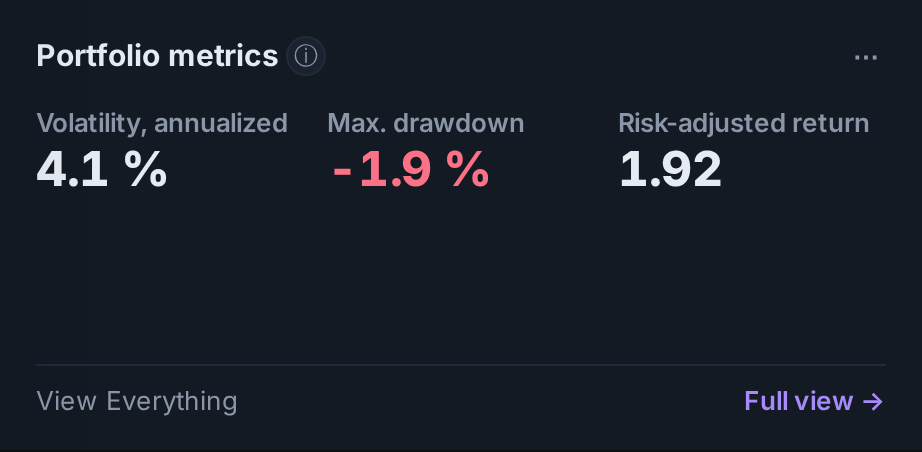 Portfolio metrics ⓘ ...
Volatility, annualized Max. drawdown Risk-adjusted return
4.1 % -1.9 % 1.92
View Everything Full view →